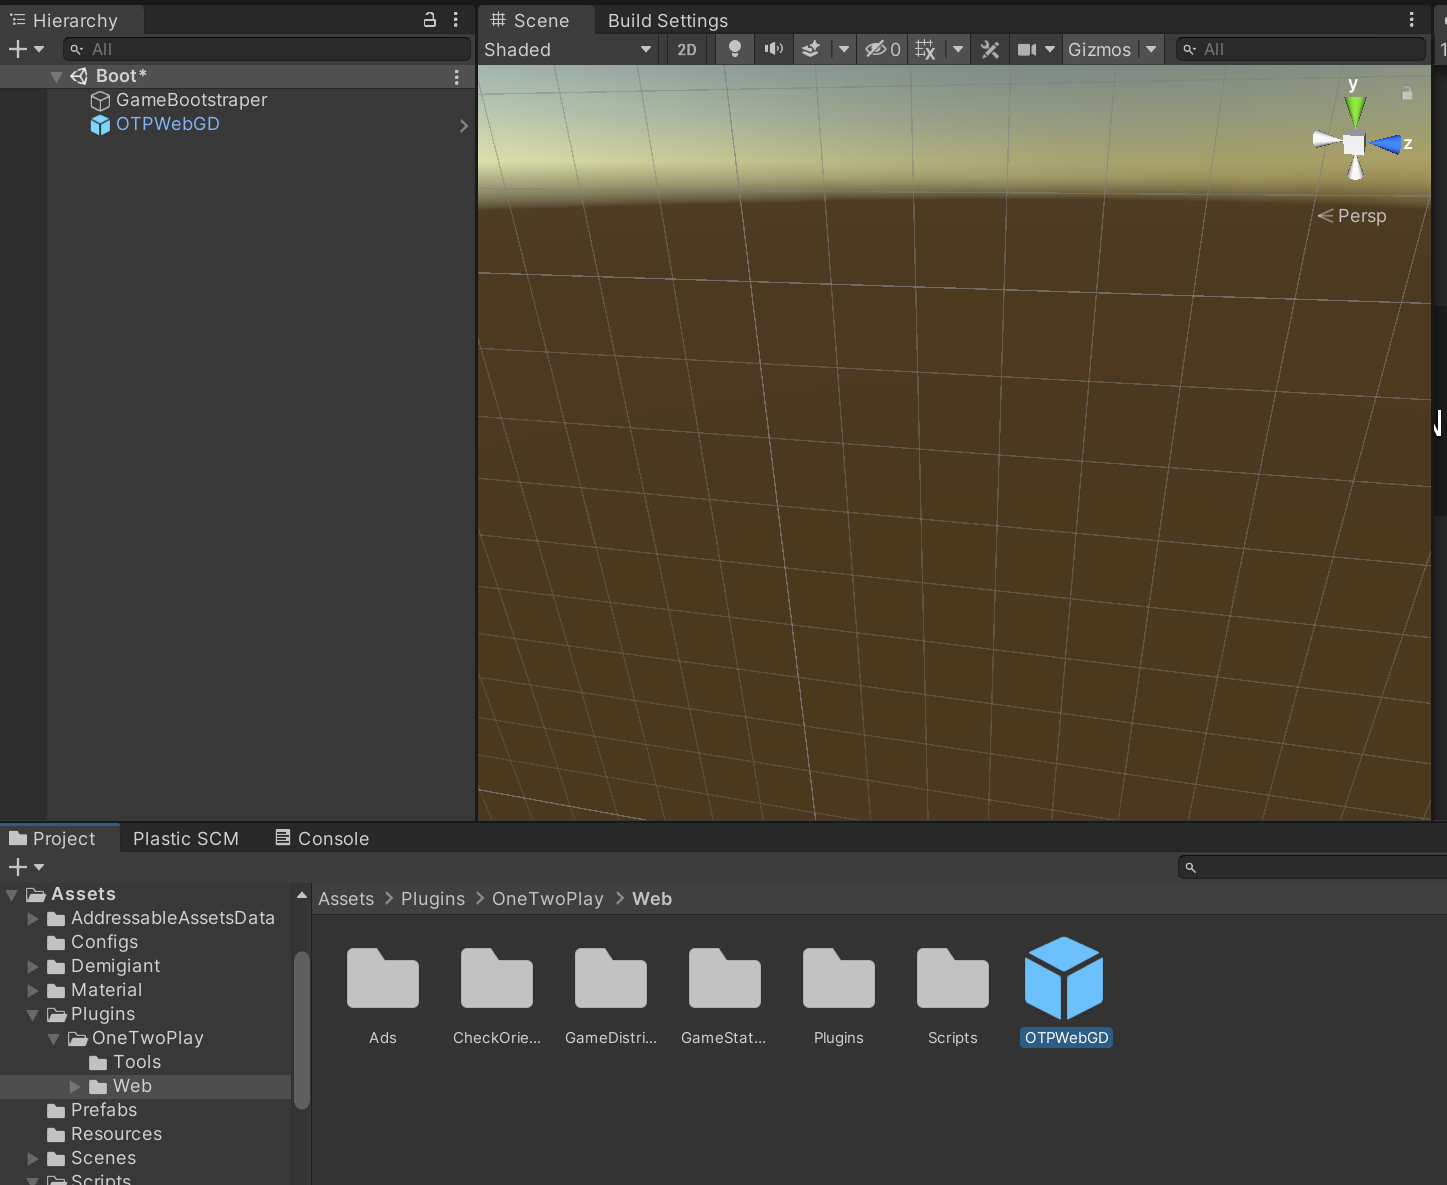 Hierarchy
All
Boot*
GameBootstraper
OTPWebGD
Scene
Build Settings
Shaded
2D
0
Gizmos
All
y
z
Persp
Project
Plastic SCM
Console
Assets
AddressableAssetsData
Configs
Demigiant
Material
Plugins
OneTwoPlay
Tools
Web
Prefabs
Resources
Scenes
Scripts
Assets > Plugins > OneTwoPlay > Web
Ads
CheckOrie...
GameDistri...
GameStat...
Plugins
Scripts
OTPWebGD